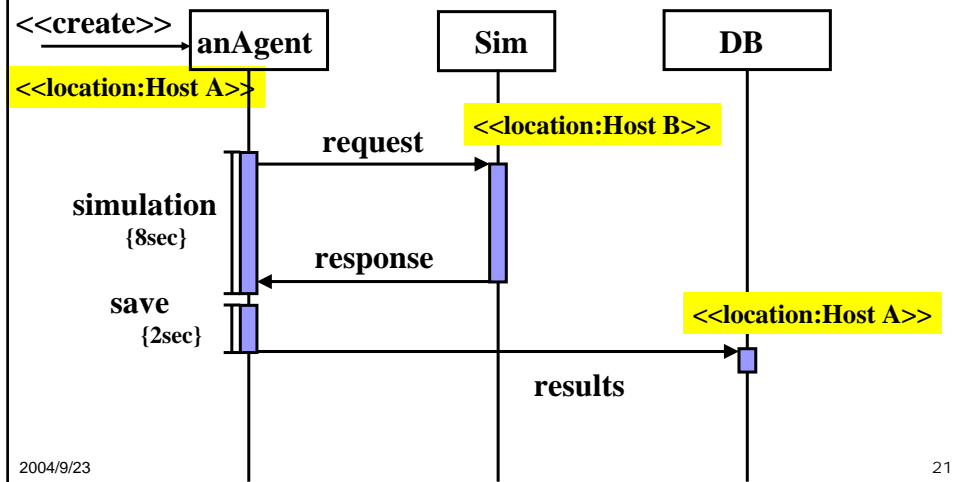 <<create>>
anAgent
Sim
DB
<<location:Host A>>
<<location:Host B>>
request
simulation
{8sec}
response
save
{2sec}
<<location:Host A>>
results
2004/9/23
21